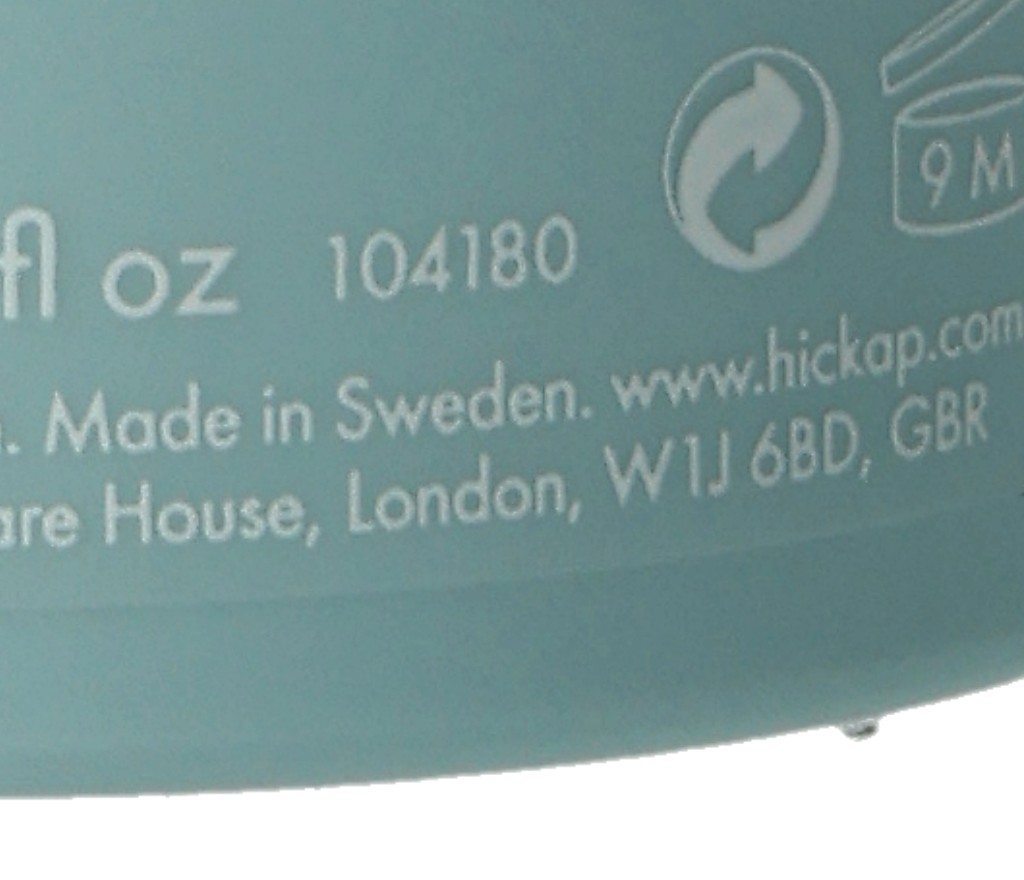 9 M
fl oz 104180
. Made in Sweden. www.hickap.com
are House, London, W1J 6BD, GBR